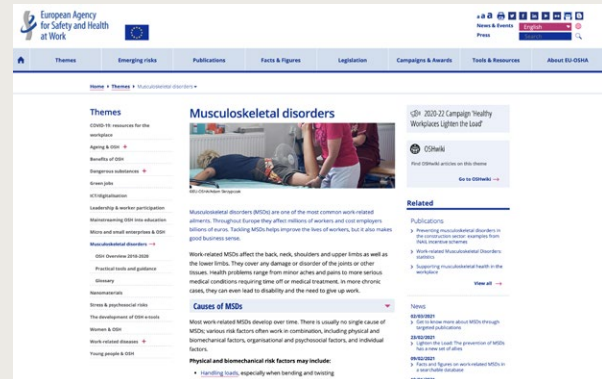 European Agency
for Safety and Health
at Work
News & Events
Press
English
Search
Themes
Emerging risks
Publications
Facts & Figures
Legislation
Campaigns & Awards
Tools & Resources
About EU-OSHA
Home
Themes
Musculoskeletal disorders
Themes
COVID-19: resources for the
workplace
Ageing & OSH
Benefits of OSH
Dangerous substances
Green jobs
ICT/digitalisation
Leadership & worker participation
Mainstreaming OSH into education
Micro and small enterprises & OSH
Musculoskeletal disorders
OSH Overview 2018-2020
Practical tools and guidance
Glossary
Nanomaterials
Stress & psychosocial risks
The development of OSH e-tools
Women & OSH
Work-related diseases
Young people & OSH
Musculoskeletal disorders
Musculoskeletal disorders (MSDs) are one of the most common work-related
ailments. Throughout Europe they affect millions of workers and cost employers
billions of euros. Tackling MSDs helps improve the lives of workers, but it also makes
good business sense.
Work-related MSDs affect the back, neck, shoulders and upper limbs as well as
the lower limbs. They cover any damage or disorder of the joints or other
tissues. Health problems range from minor aches and pains to more serious
medical conditions requiring time off or medical treatment. In more chronic
cases, they can even lead to disability and the need to give up work.
Causes of MSDs
Most work-related MSDs develop over time. There is usually no single cause of
MSDs; various risk factors often work in combination, including physical and
biomechanical factors, organisational and psychosocial factors, and individual
factors.
Physical and biomechanical risk factors may include:
• Handling loads, especially when bending and twisting
2020-22 Campaign 'Healthy
Workplaces Lighten the Load'
OSHwiki
Find OSHwiki articles on this theme
Go to OSHwiki
Related
Publications
Preventing musculoskeletal disorders in
the construction sector: examples from
Work-related Musculoskeletal Disorders:
statistics
Supporting musculoskeletal health in the
workplace
View all
News
02/03/2021
Get to know more about MSDs through
targeted publications
23/02/2021
Lighten the Load: The prevention of MSDs
has a new set of allies
09/02/2021
Facts and figures on work-related MSDs in
a searchable database